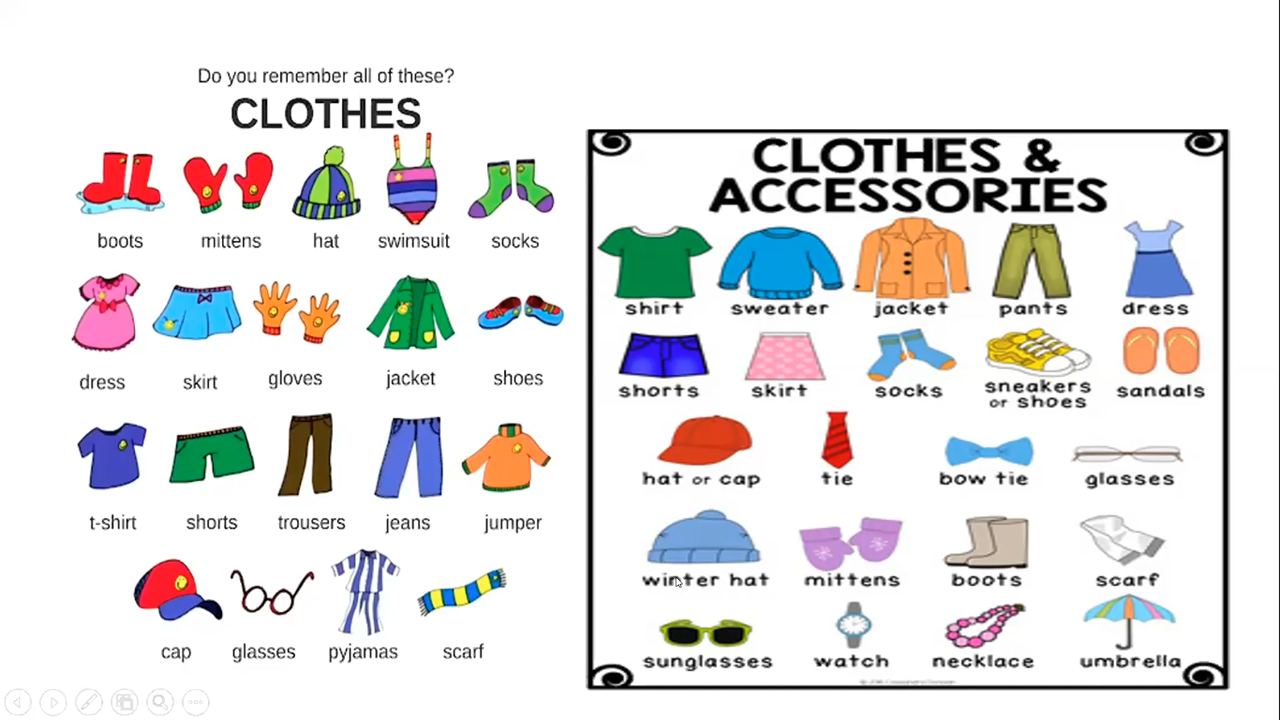 Do you remember all of these?
CLOTHES
boots mittens hat swimsuit socks
dress skirt gloves jacket shoes
t-shirt shorts trousers jeans jumper
cap glasses pyjamas scarf
CLOTHES &
ACCESSORIES
shirt sweater jacket pants dress
shorts skirt socks sneakers or shoes sandals
hat or cap tie bow tie glasses
winter hat mittens boots scarf
sunglasses watch necklace umbrella